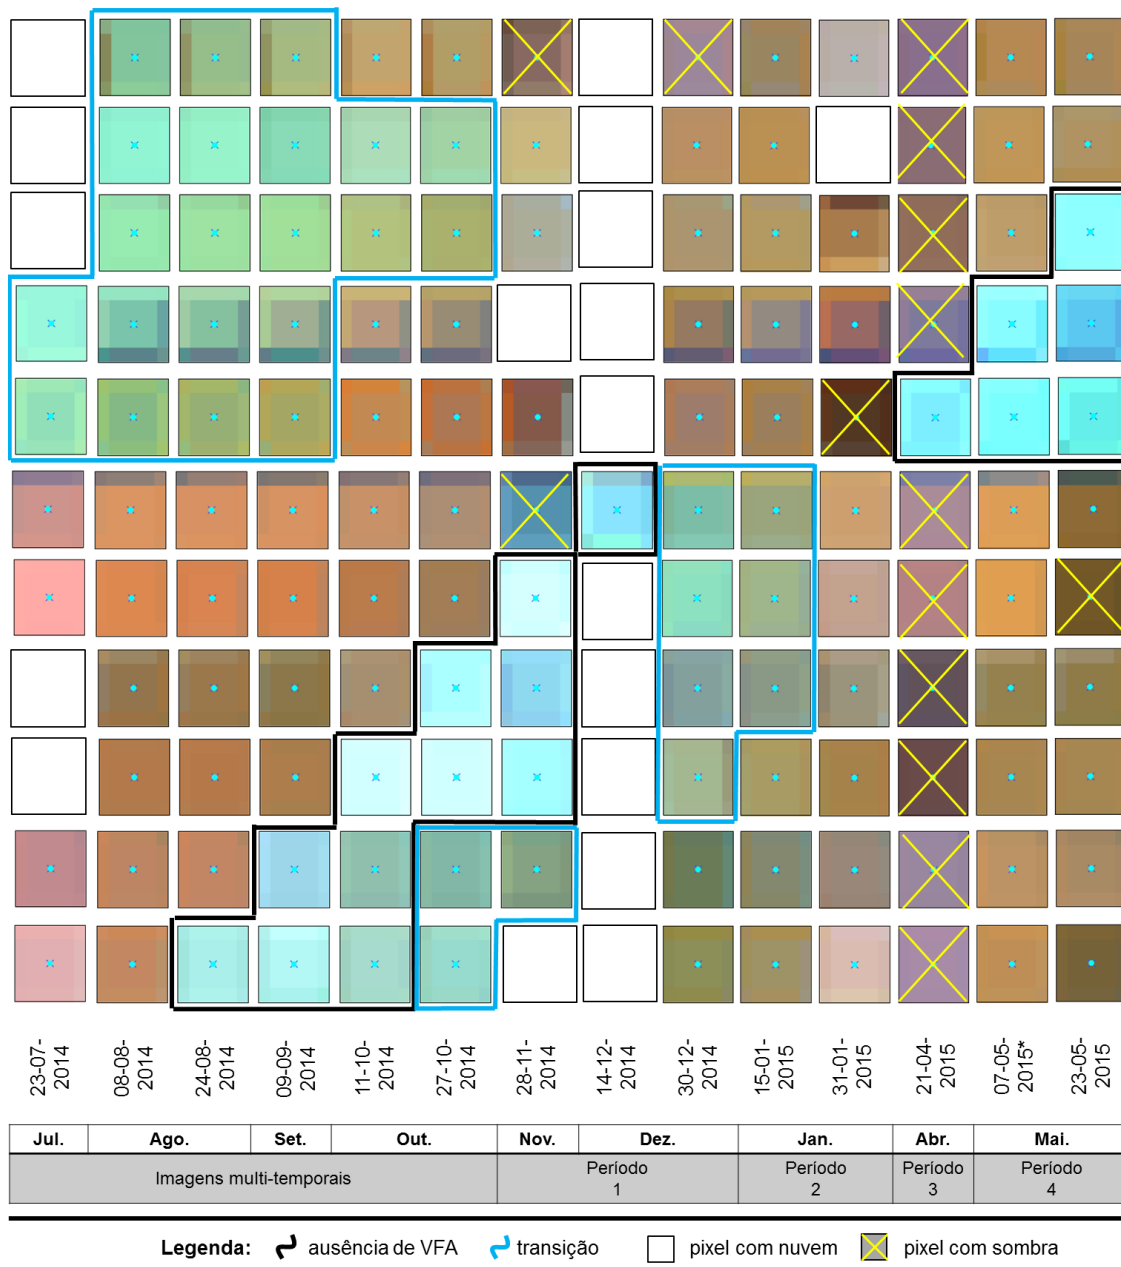 23-07-2014 08-08-2014 24-08-2014 09-09-2014 11-10-2014 27-10-2014 28-11-2014 14-12-2014 30-12-2014 15-01-2015 31-01-2015 21-04-2015 07-05-2015* 23-05-2015
Jul. Ago. Set. Out. Nov. Dez. Jan. Abr. Mai.
Imagens multi-temporais Período 1 Período 2 Período 3 Período 4
Legenda: ausência de VFA transição pixel com nuvem pixel com sombra